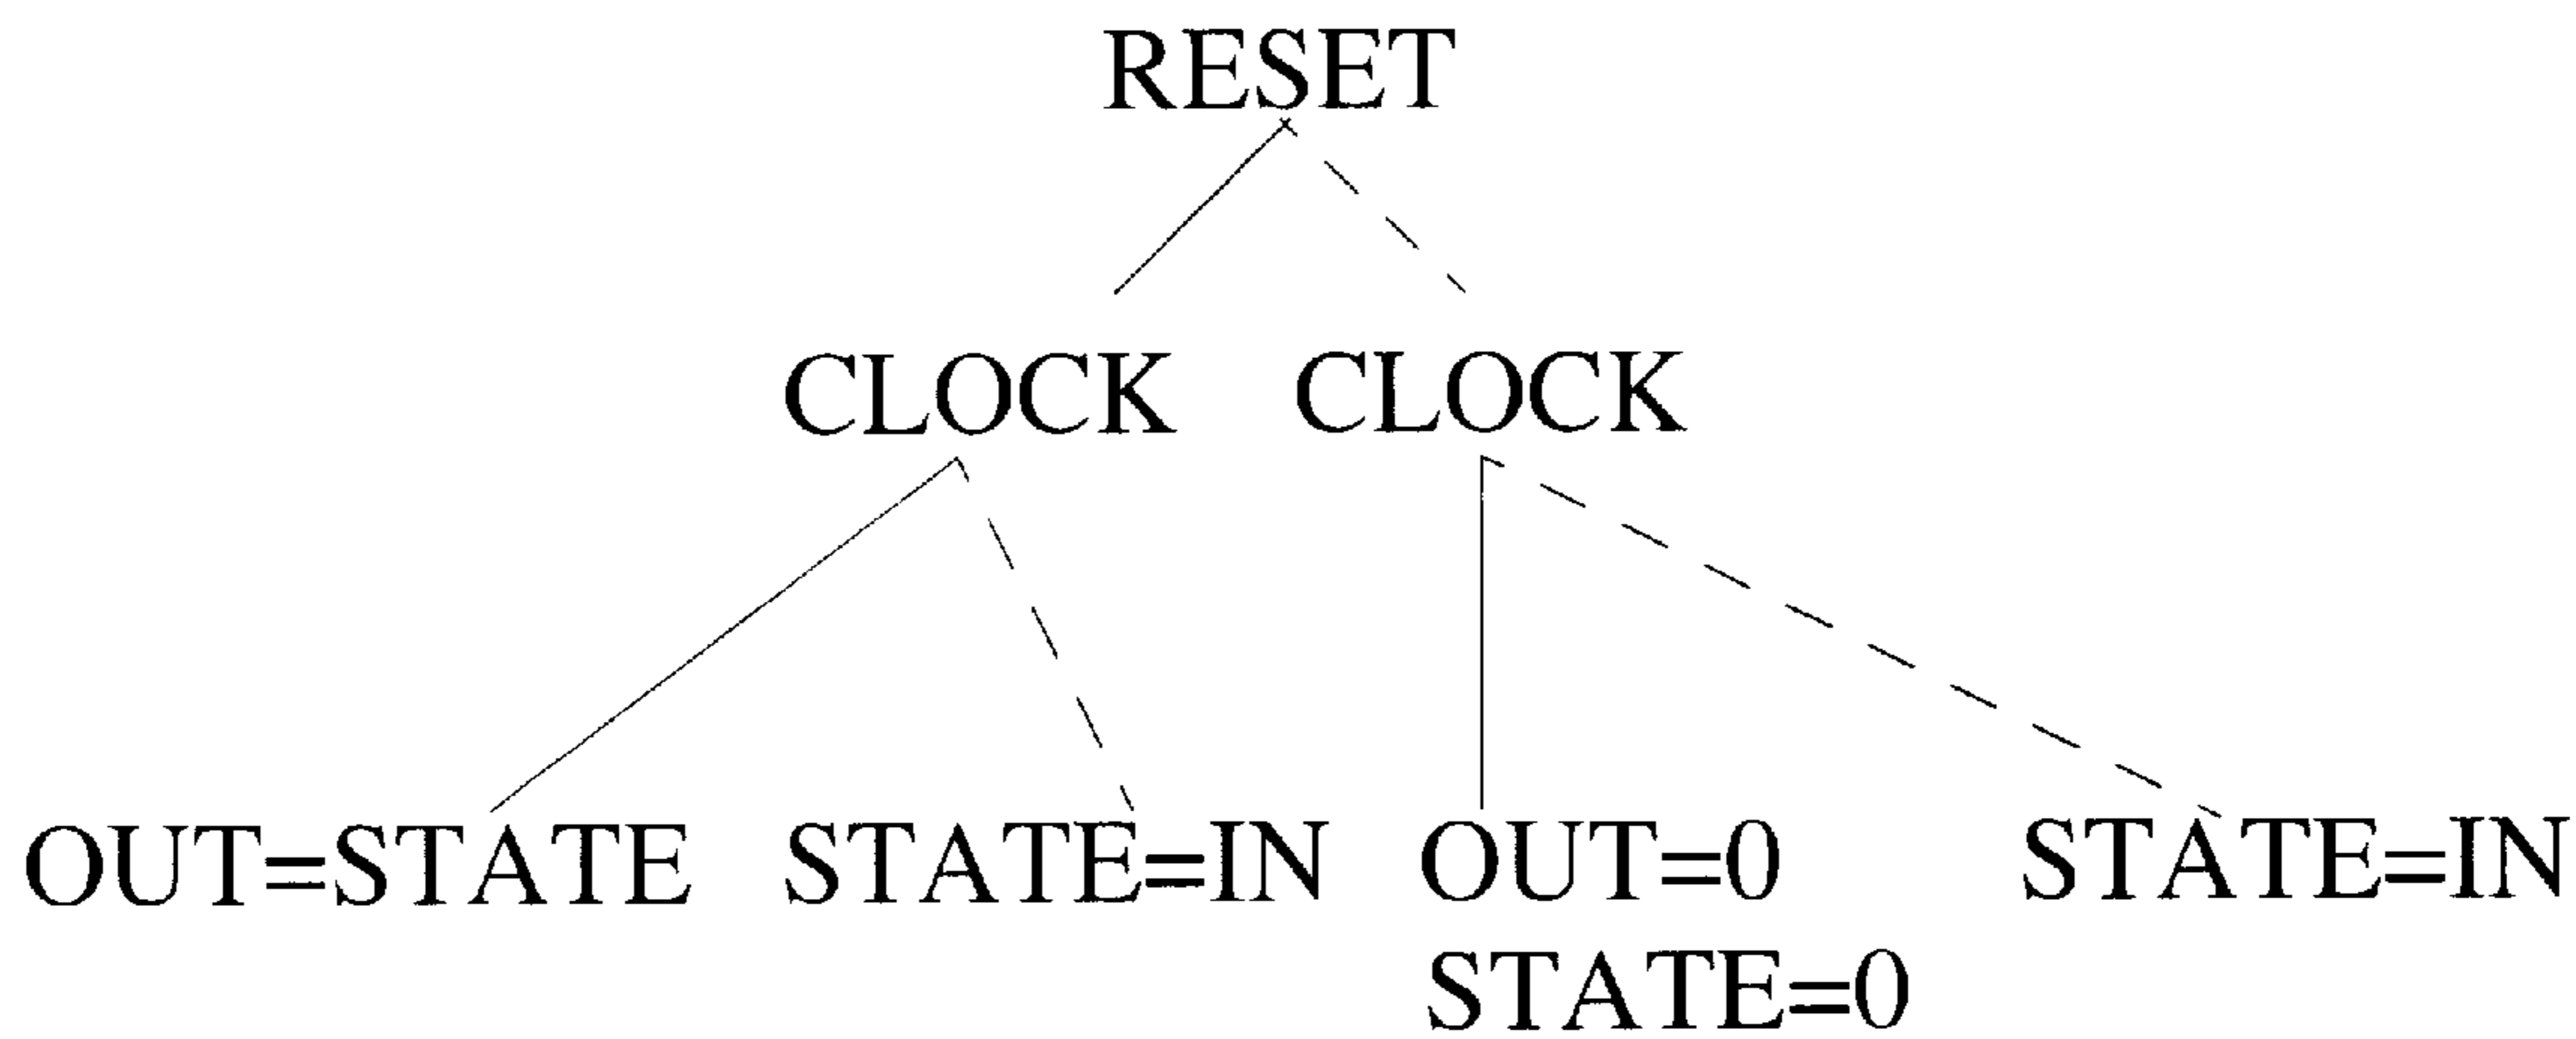 RESET
CLOCK CLOCK
OUT=STATE STATE=IN OUT=0 STATE=IN
STATE=0